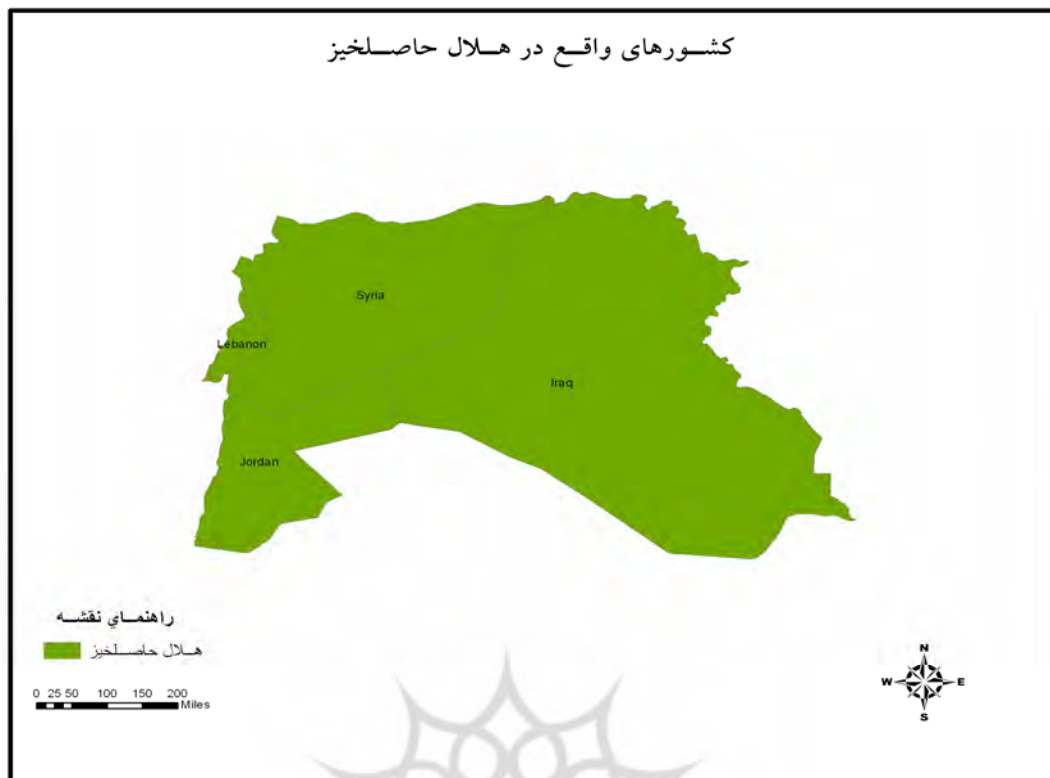 کشورهای واقع در هلال حاصلخیز
Syria
Lebanon
Iraq
Jordan
راهنماي نقشه
هلال حاصلخیز
0 25 50 100 150 200
Miles
N
W E
S